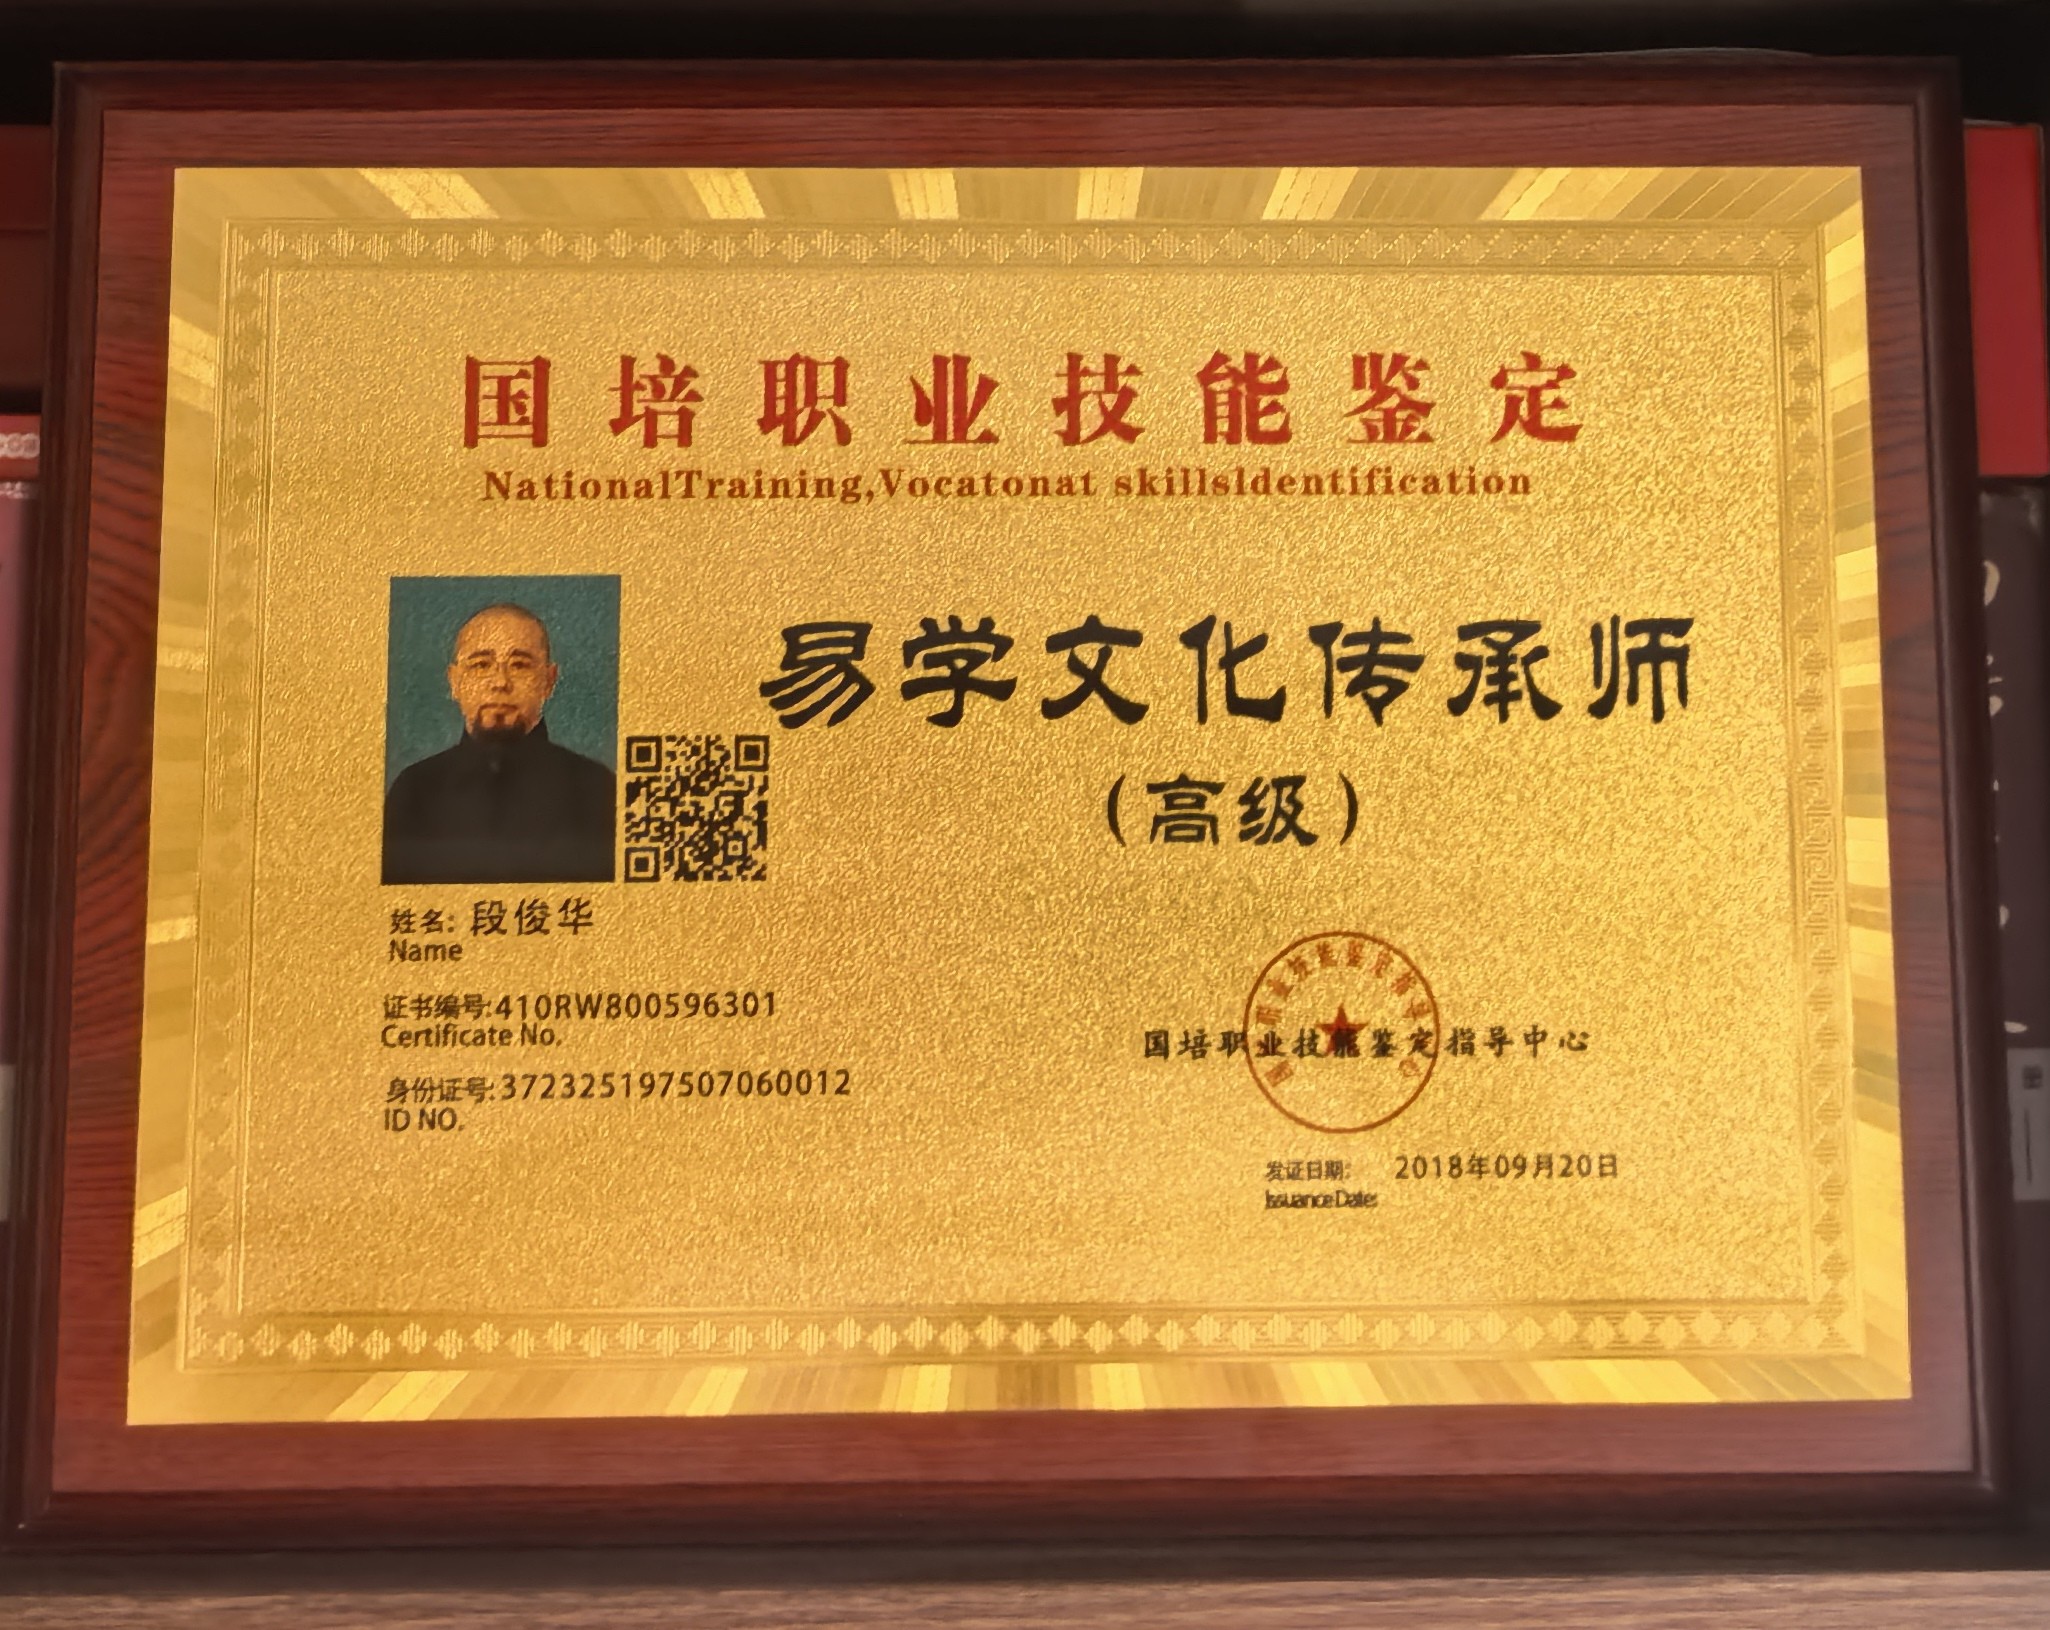 国培职业技能鉴定
NationalTraining,Vocatonat skillsldentification
易学文化传承师
（高级）
姓名: 段俊华
Name
证书编号:410RW800596301
Certificate No.
身份证号:372325197507060012
ID NO.
国培职业技能鉴定指导中心
发证日期: 2018年09月20日
Issuance Date: